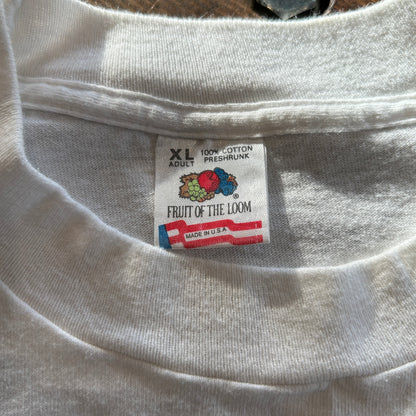 XL 100% COTTON
ADULT PRESHRUNK
®
FRUIT OF THE LOOM
MADE IN U.S.A.